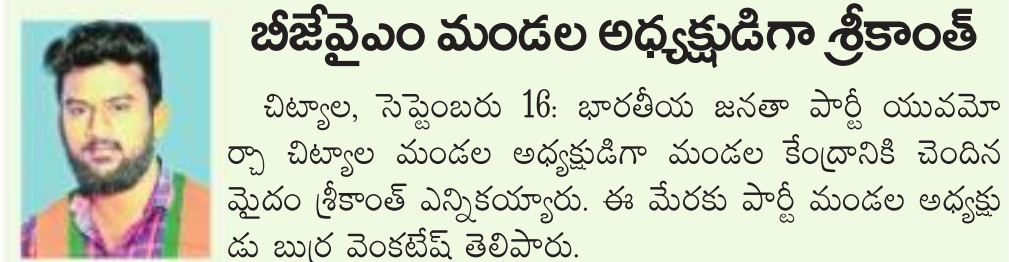 బీజేవైఎం మండల అధ్యక్షుడిగా శ్రీకాంత్
చిట్యాల, సెప్టెంబరు 16: భారతీయ జనతా పార్టీ యువమో
ర్చా చిట్యాల మండల అధ్యక్షుడిగా మండల కేంద్రానికి చెందిన
మైదం శ్రీకాంత్ ఎన్నికయ్యారు. ఈ మేరకు పార్టీ మండల అధ్యక్షు
డు బుర్ర వెంకటేష్ తెలిపారు.